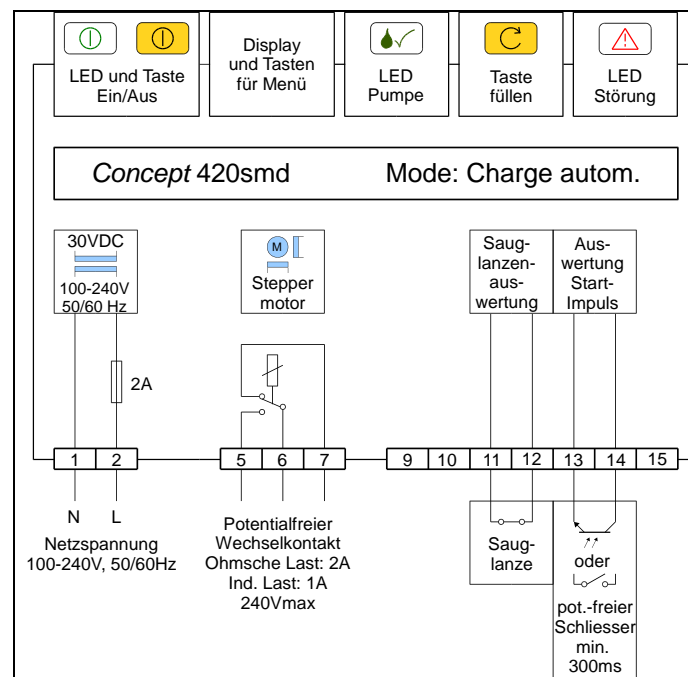 LED und Taste
Ein/Aus
Display
und Tasten
für Menü
LED
Pumpe
Taste
füllen
LED
Störung
Concept 420smd
Mode: Charge autom.
30VDC
100-240V
50/60 Hz
M
Stepper
motor
Saug-
lanzen-
aus-
wertung
Aus-
wertung
Start-
Impuls
2A
1 2 5 6 7 9 10 11 12 13 14 15
N L
Netzspannung
100-240V, 50/60Hz
Potentialfreier
Wechselkontakt
Ohmsche Last: 2A
Ind. Last: 1A
240Vmax
Saug-
lanze
oder
pot.-freier
Schliesser
min.
300ms